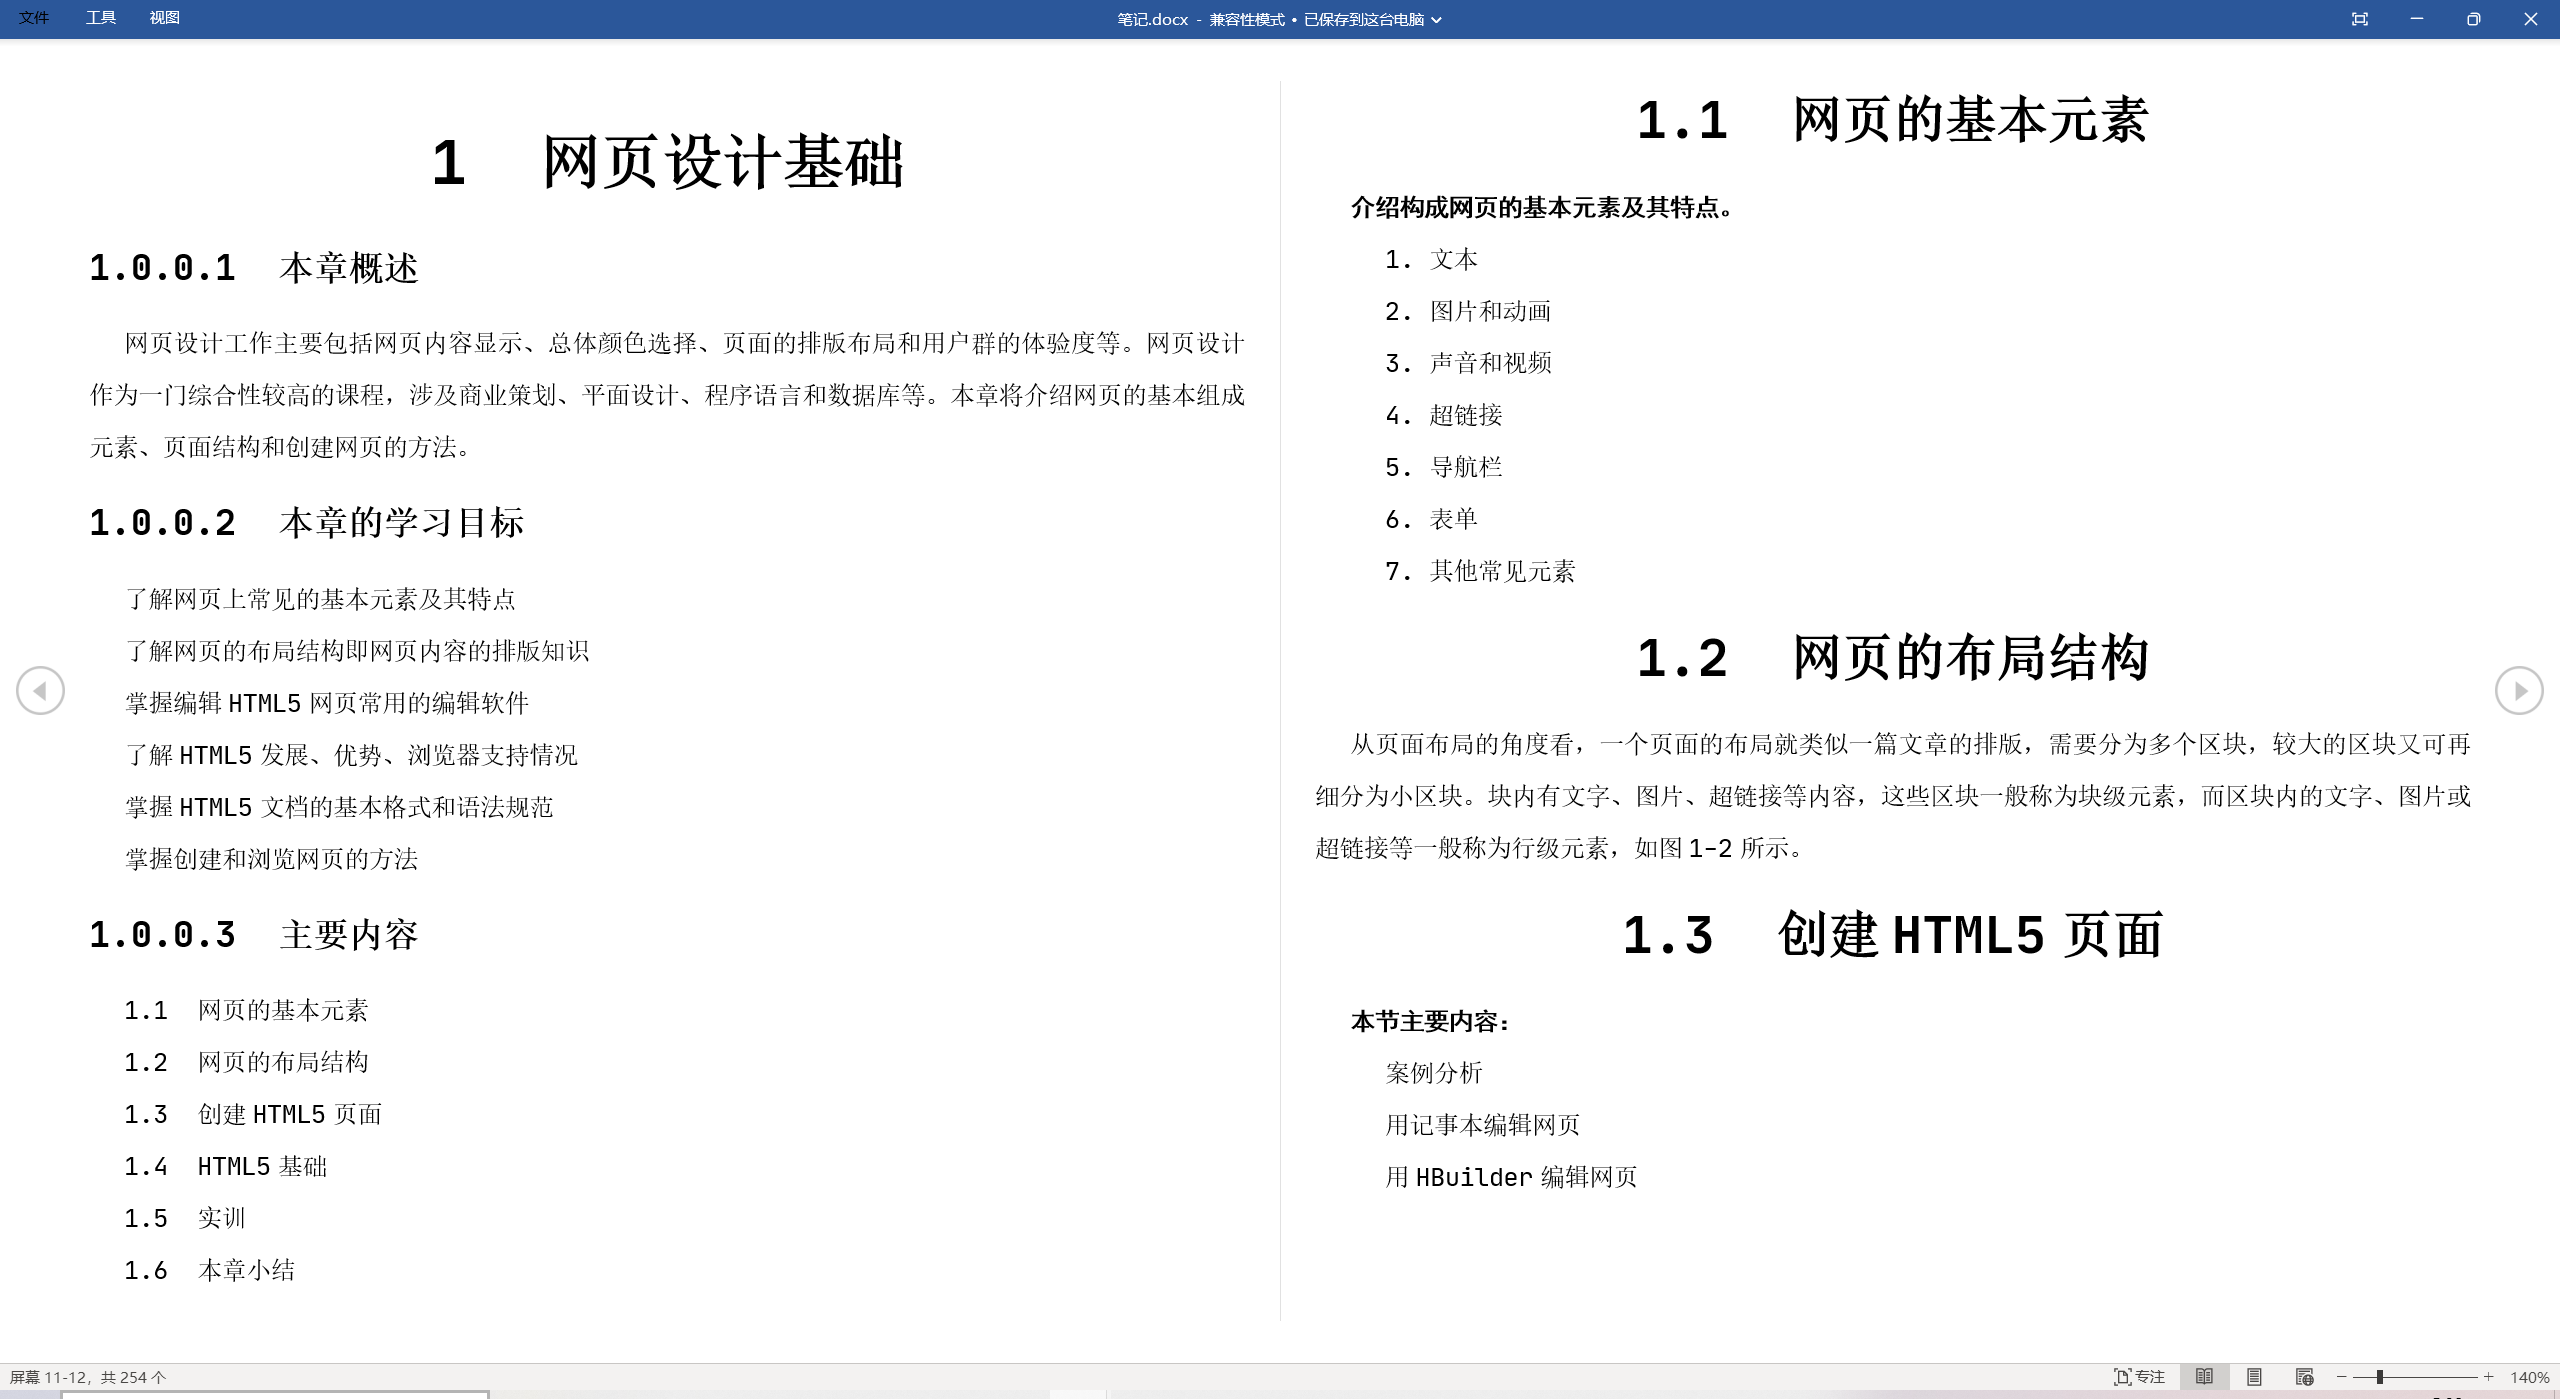 文件 工具 视图 笔记.docx - 兼容性模式 • 已保存到这台电脑
1 网页设计基础
1.0.0.1 本章概述
网页设计工作主要包括网页内容显示、总体颜色选择、页面的排版布局和用户群的体验度等。网页设计
作为一门综合性较高的课程，涉及商业策划、平面设计、程序语言和数据库等。本章将介绍网页的基本组成
元素、页面结构和创建网页的方法。
1.0.0.2 本章的学习目标
了解网页上常见的基本元素及其特点
了解网页的布局结构即网页内容的排版知识
掌握编辑 HTML5 网页常用的编辑软件
了解 HTML5 发展、优势、浏览器支持情况
掌握 HTML5 文档的基本格式和语法规范
掌握创建和浏览网页的方法
1.0.0.3 主要内容
1.1 网页的基本元素
1.2 网页的布局结构
1.3 创建 HTML5 页面
1.4 HTML5 基础
1.5 实训
1.6 本章小结
1.1 网页的基本元素
介绍构成网页的基本元素及其特点。
1. 文本
2. 图片和动画
3. 声音和视频
4. 超链接
5. 导航栏
6. 表单
7. 其他常见元素
1.2 网页的布局结构
从页面布局的角度看，一个页面的布局就类似一篇文章的排版，需要分为多个区块，较大的区块又可再
细分为小区块。块内有文字、图片、超链接等内容，这些区块一般称为块级元素，而区块内的文字、图片或
超链接等一般称为行级元素，如图 1-2 所示。
1.3 创建 HTML5 页面
本节主要内容：
案例分析
用记事本编辑网页
用 HBuilder 编辑网页
屏幕 11-12，共 254 个 专注 140%